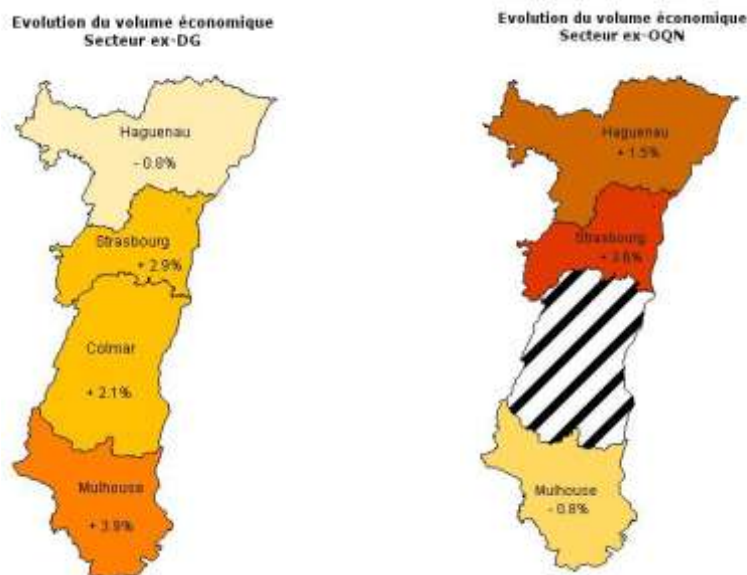 Evolution du volume économique
Secteur ex-DG
Haguenau
- 0.8%
Strasbourg
+ 2.9%
Colmar
+ 2.1%
Mulhouse
+ 3.9%
Evolution du volume économique
Secteur ex-OQN
Haguenau
+ 1.5%
Strasbourg
Mulhouse
- 0.8%